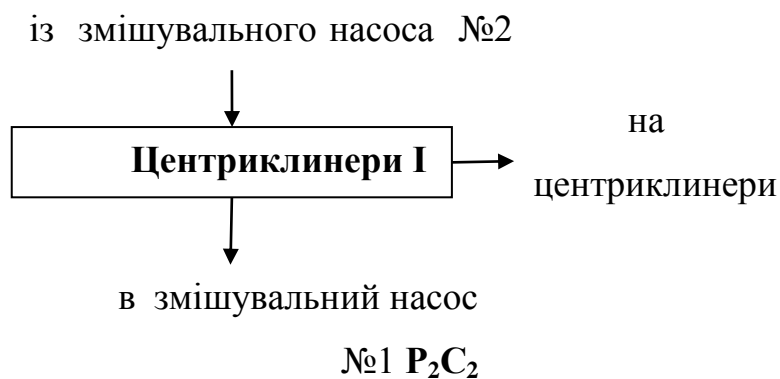 із змішувального насоса №2
на
Центриклинери I
центриклинери
в змішувальний насос
№1 P₂C₂